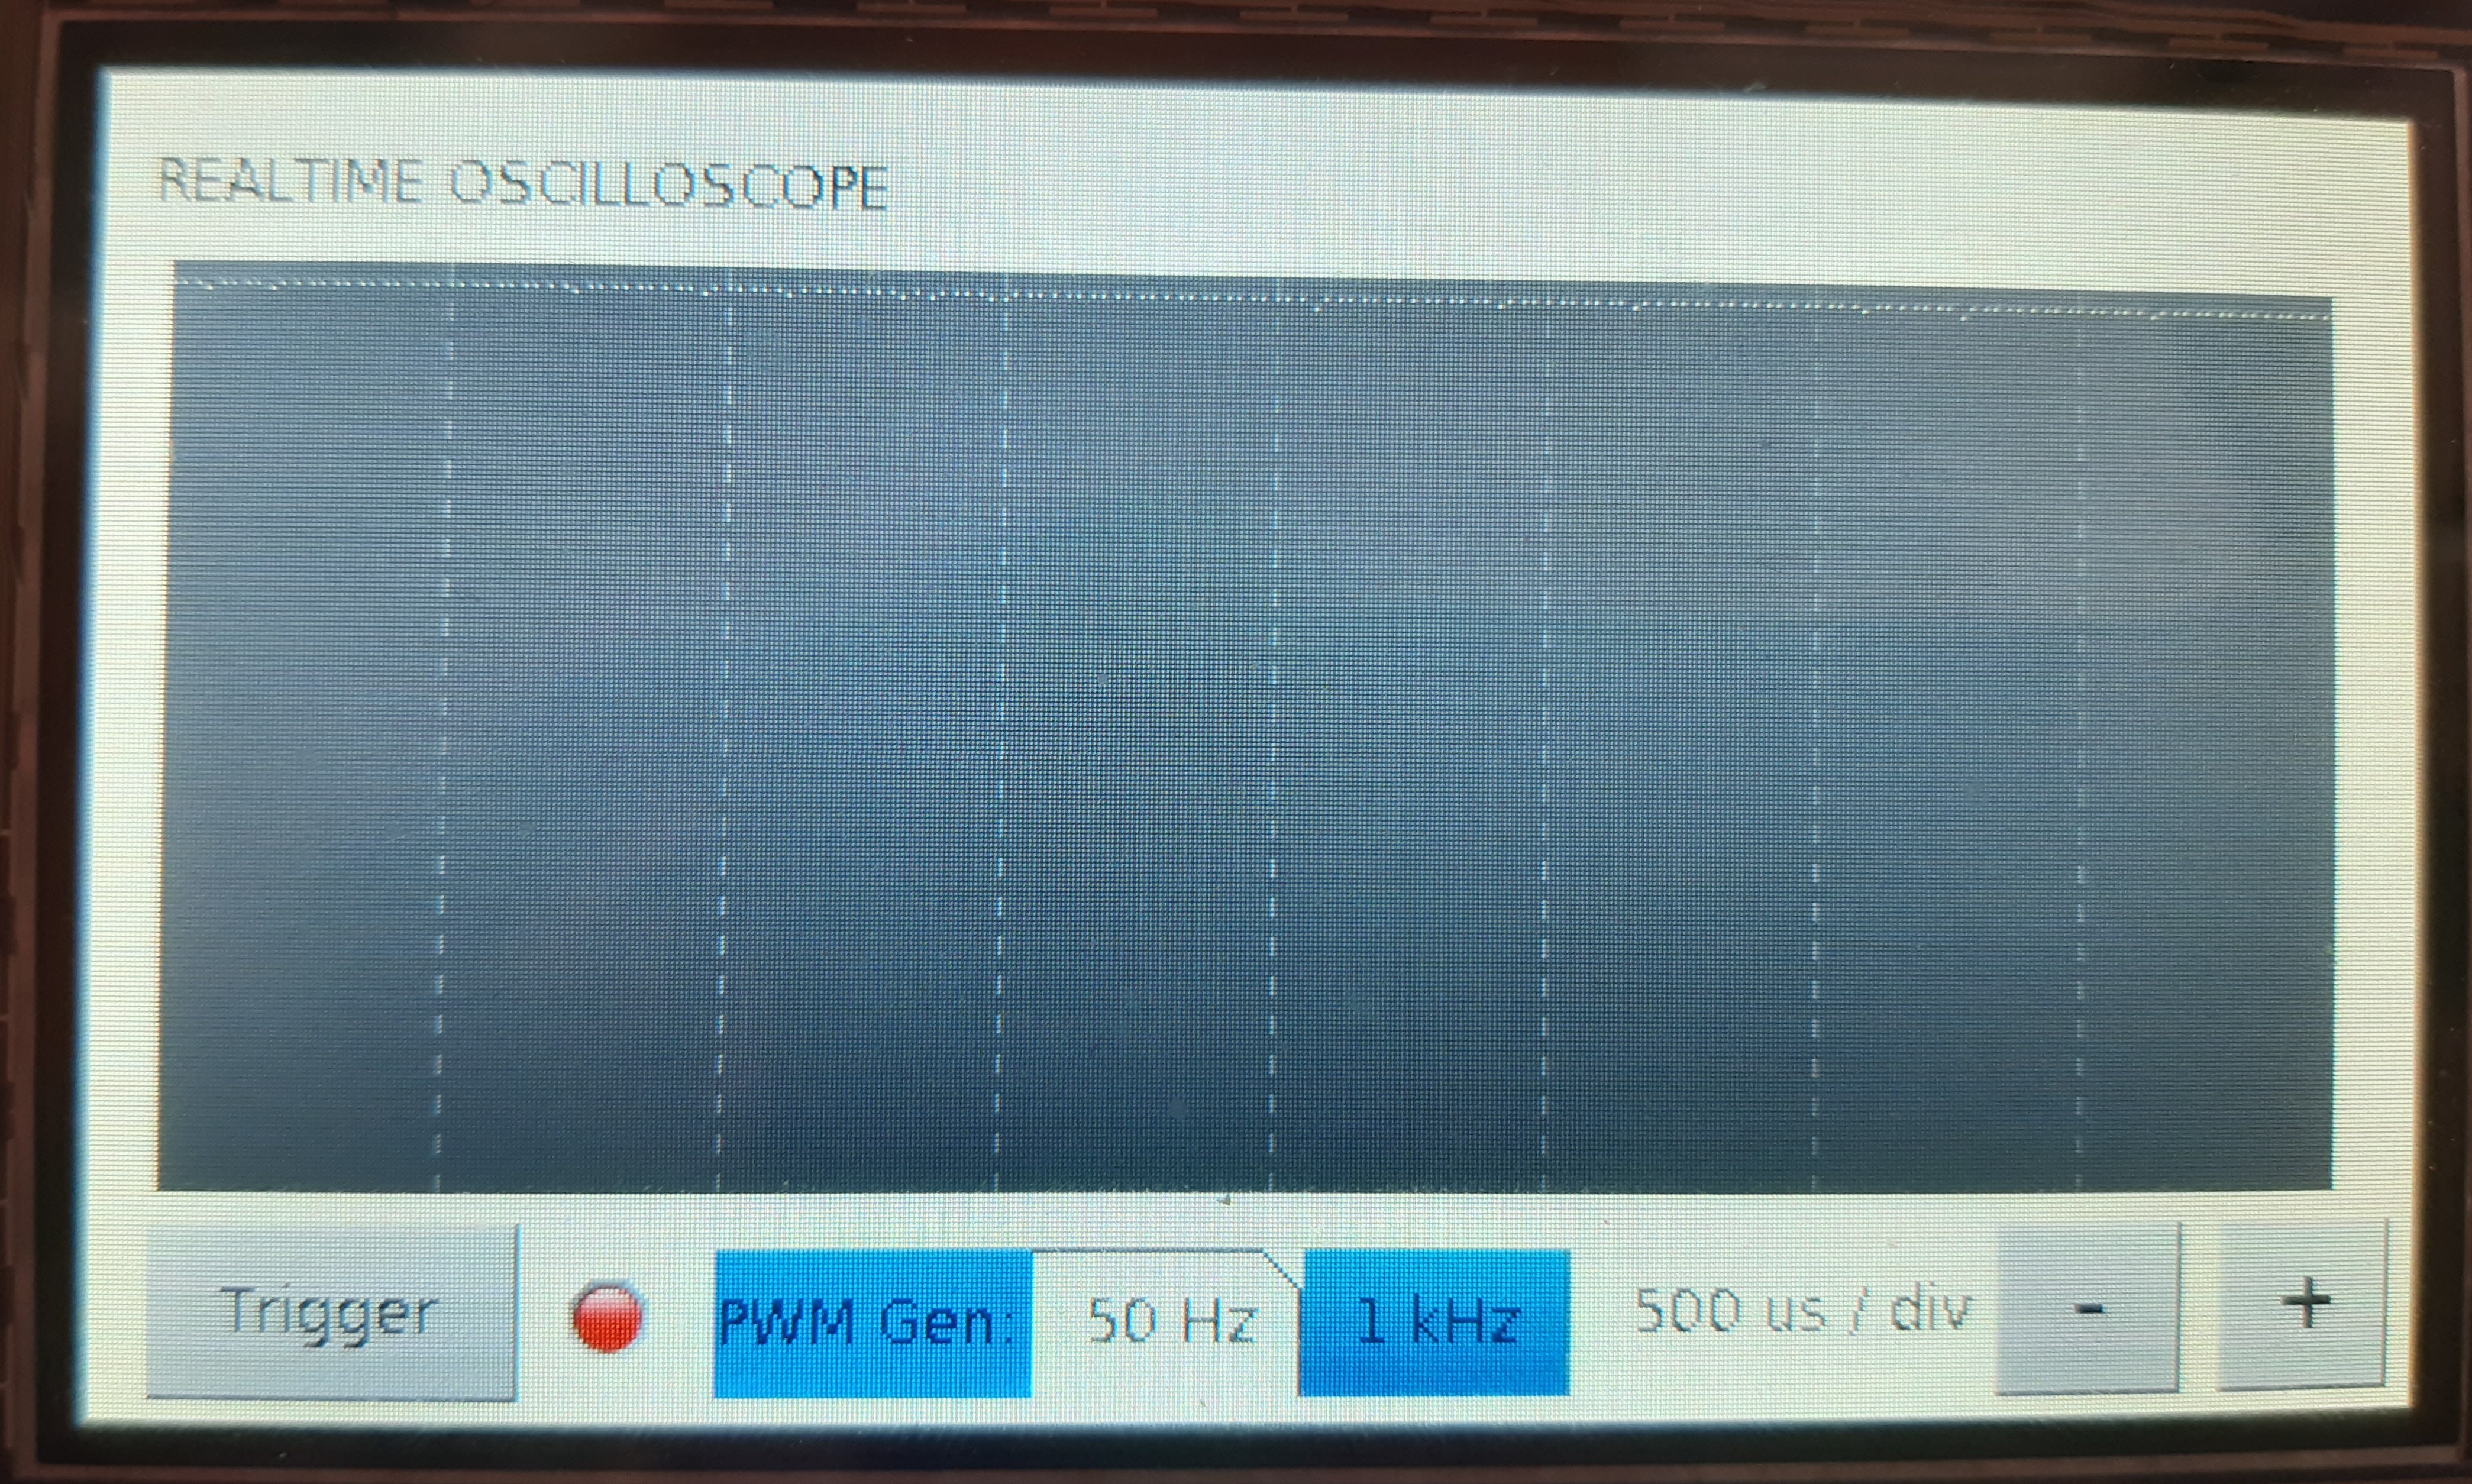 REALTIME OSCILLOSCOPE
Trigger PWM Gen: 50 Hz 1 kHz 500 us / div - +